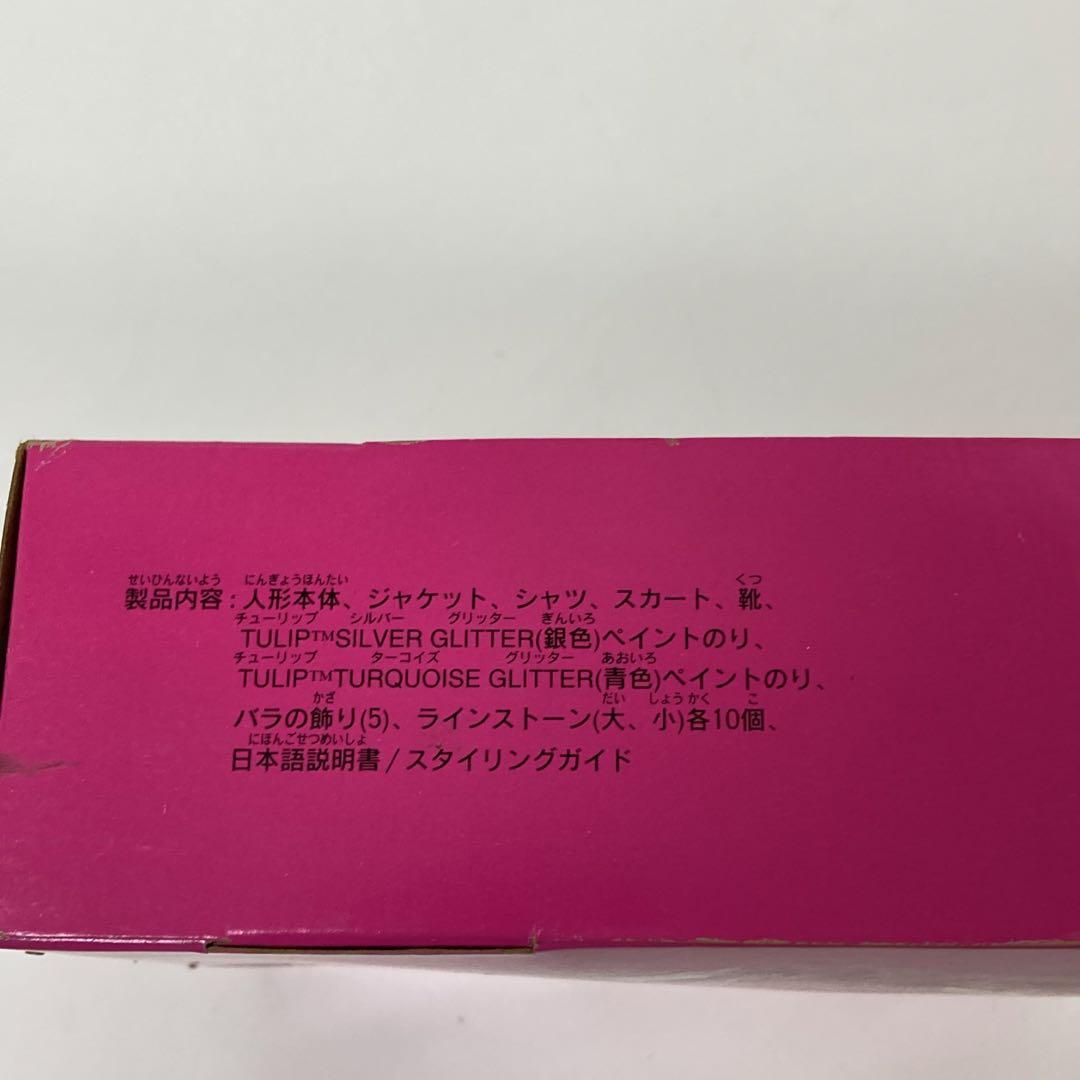 せいひんないよう にんぎょうほんたい くつ
製品内容:人形本体、ジャケット、シャツ、スカート、靴、
チューリップ シルバー グリッター ぎんいろ
TULIP™SILVER GLITTER(銀色)ペイントのり、
チューリップ ターコイズ グリッター あおいろ
TULIP™TURQUOISE GLITTER(青色)ペイントのり、
かざ だい しょう かく こ
バラの飾り(5)、ラインストーン(大、小)各10個、
にほんごせつめいしょ
日本語説明書/スタイリングガイド